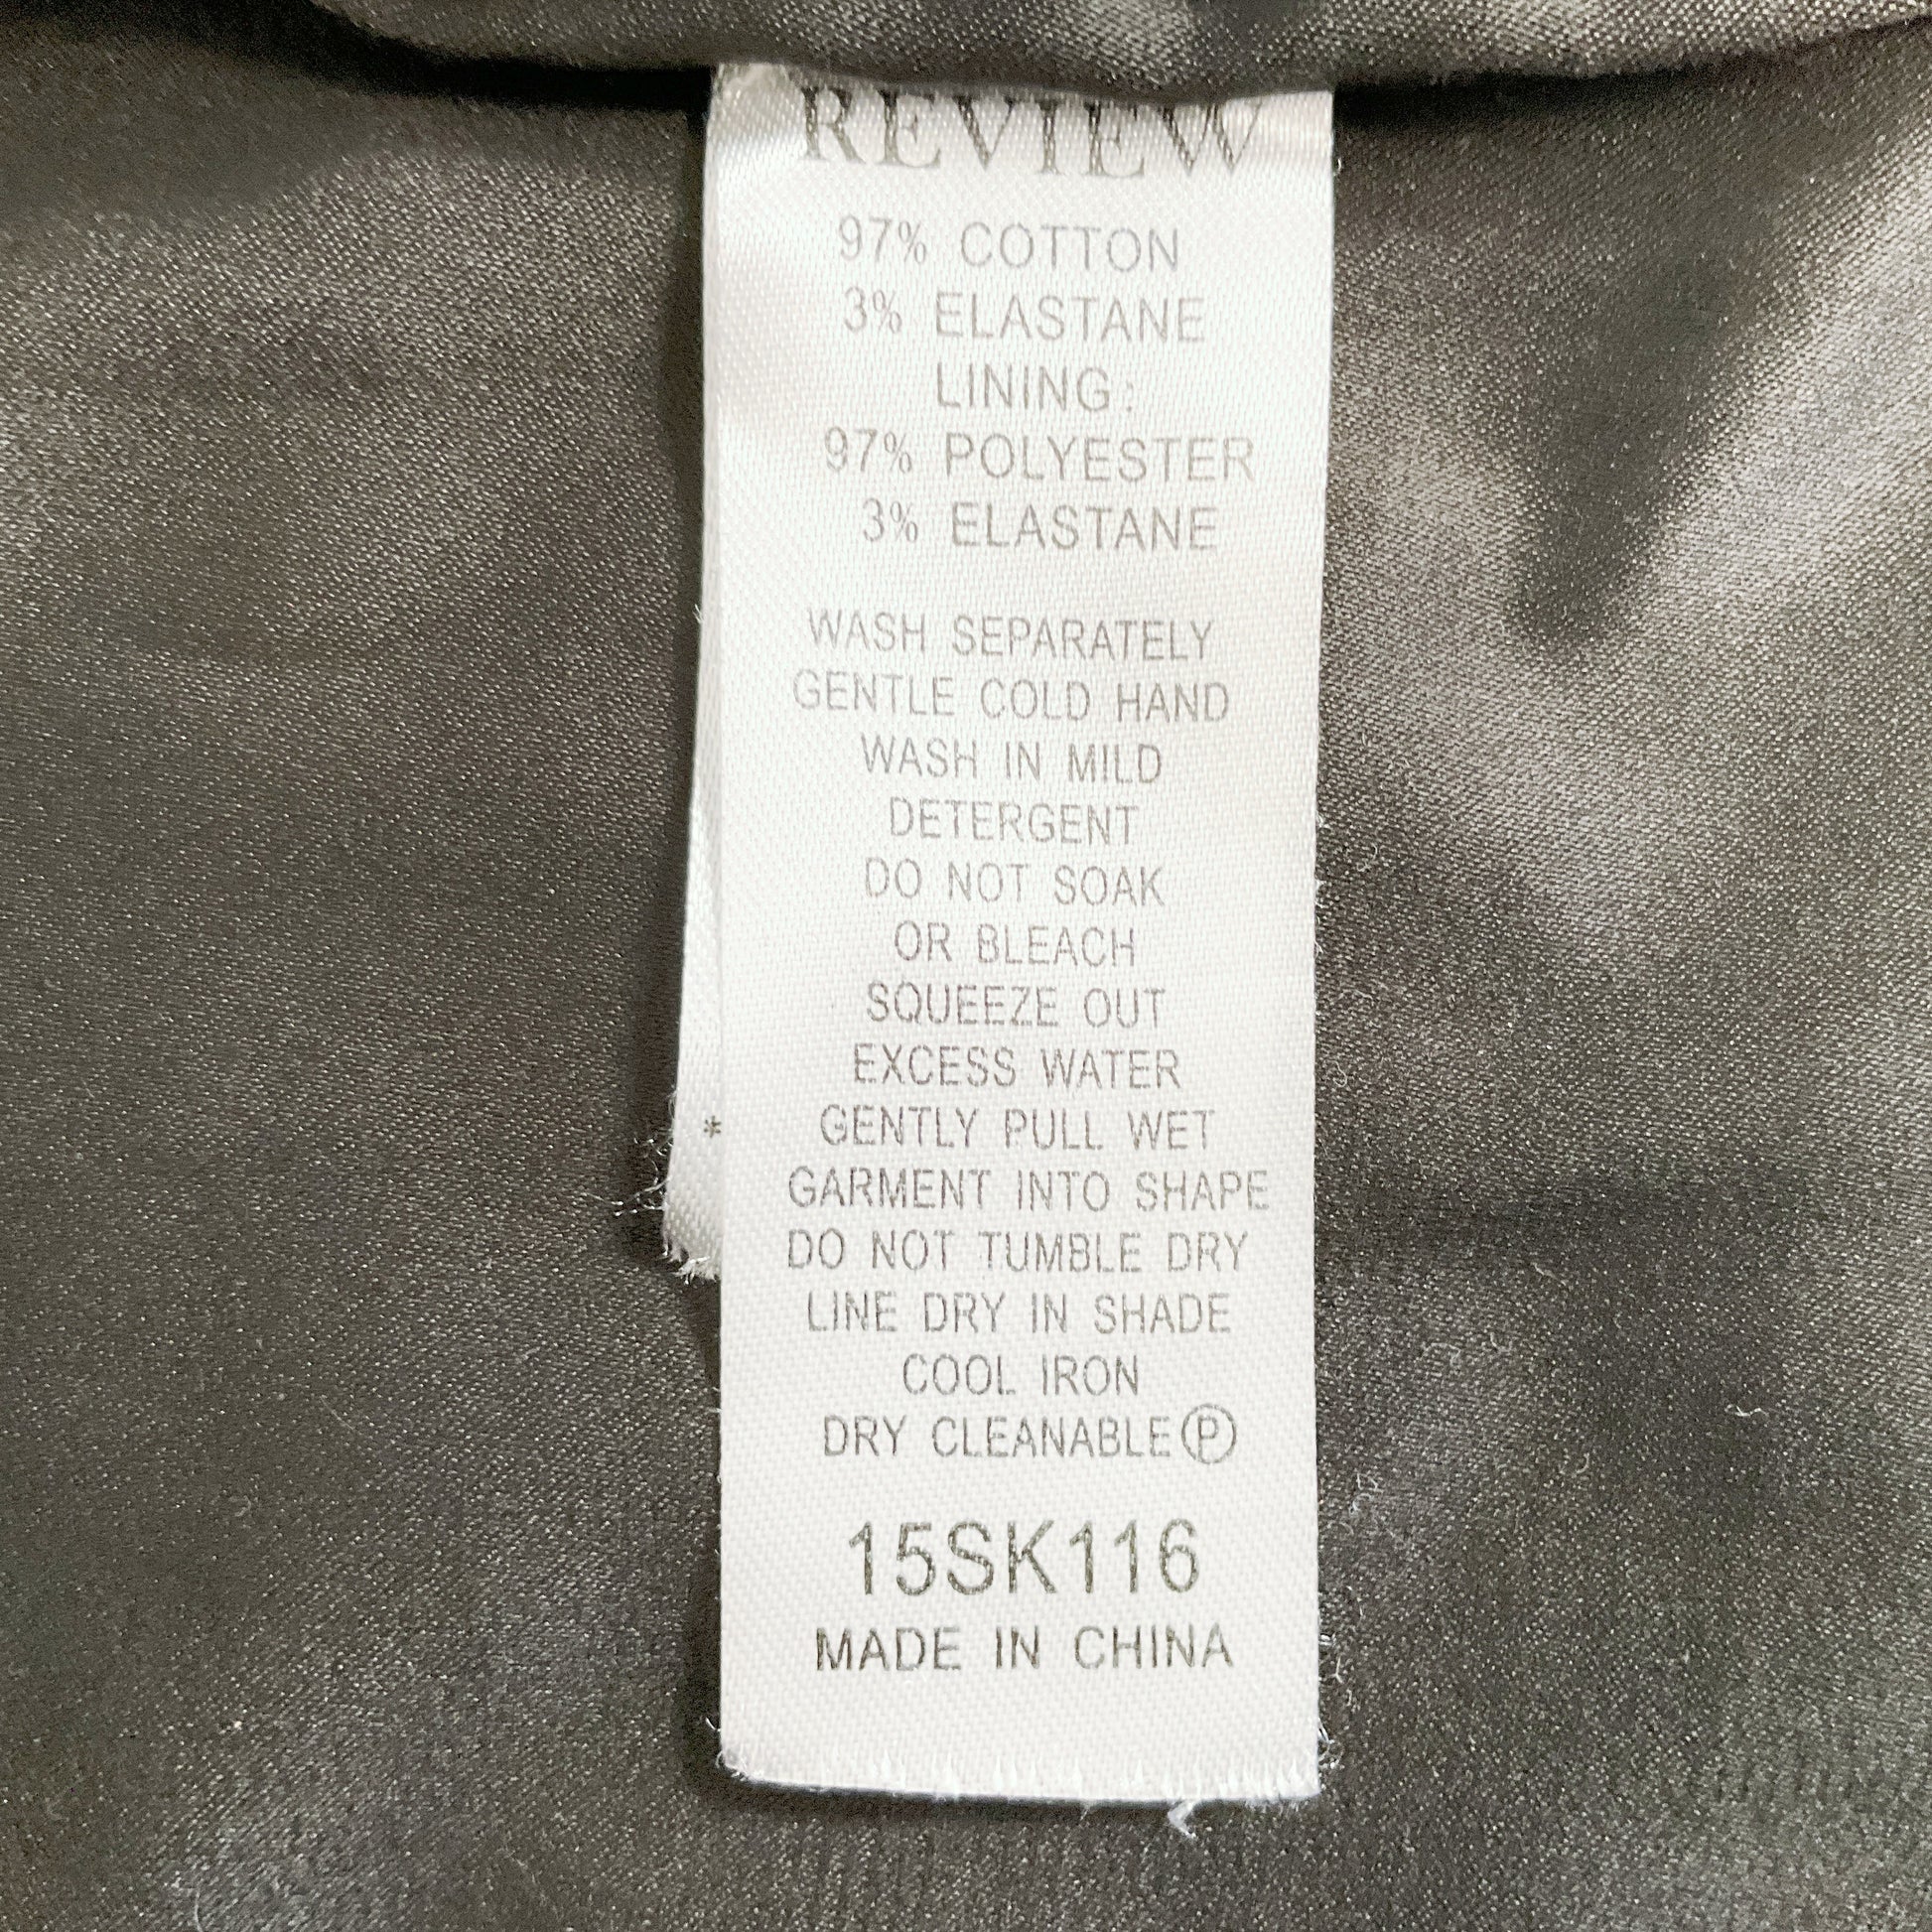 REVIEW
97% COTTON
3% ELASTANE
LINING:
97% POLYESTER
3% ELASTANE
WASH SEPARATELY
GENTLE COLD HAND
WASH IN MILD
DETERGENT
DO NOT SOAK
OR BLEACH
SQUEEZE OUT
EXCESS WATER
* GENTLY PULL WET
GARMENT INTO SHAPE
DO NOT TUMBLE DRY
LINE DRY IN SHADE
COOL IRON
DRY CLEANABLE Ⓟ
15SK116
MADE IN CHINA